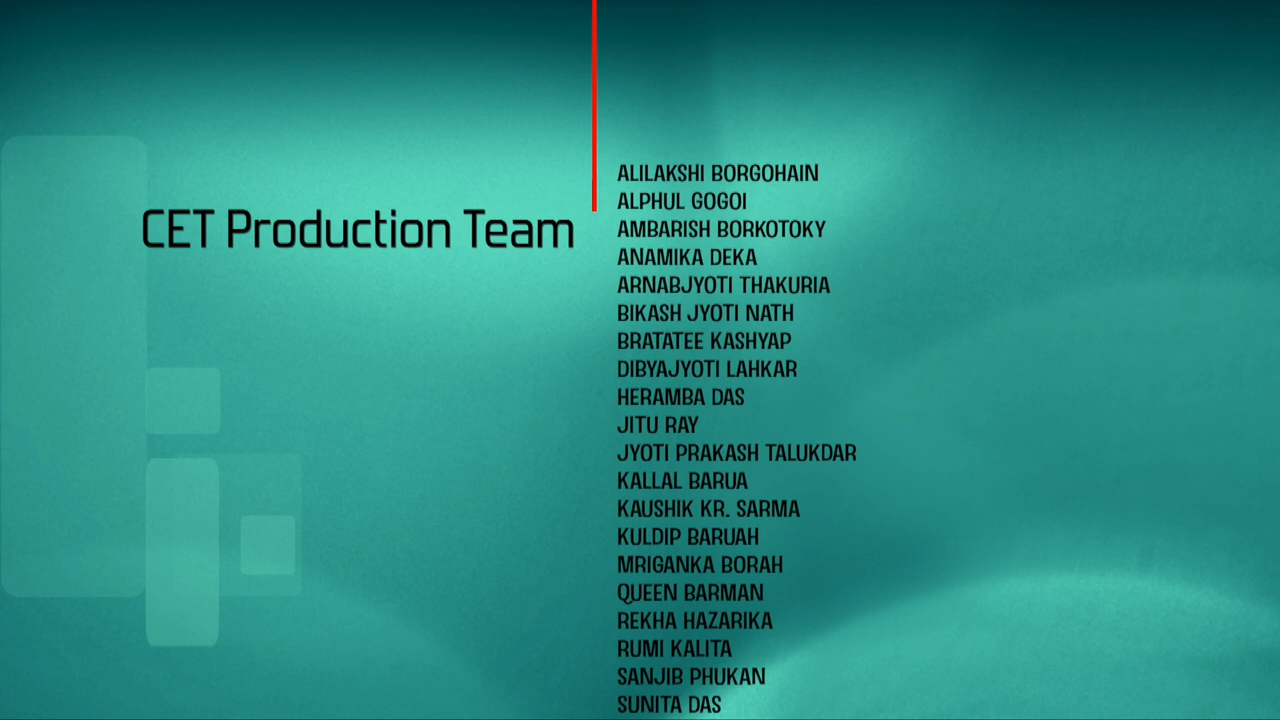 CET Production Team
ALILAKSHI BORGOHAIN
ALPHUL GOGOI
AMBARISH BORKOTOKY
ANAMIKA DEKA
ARNABJYOTI THAKURIA
BIKASH JYOTI NATH
BRATATEE KASHYAP
DIBYAJYOTI LAHKAR
HERAMBA DAS
JITU RAY
JYOTI PRAKASH TALUKDAR
KALLAL BARUA
KAUSHIK KR. SARMA
KULDIP BARUAH
MRIGANKA BORAH
QUEEN BARMAN
REKHA HAZARIKA
RUMI KALITA
SANJIB PHUKAN
SUNITA DAS